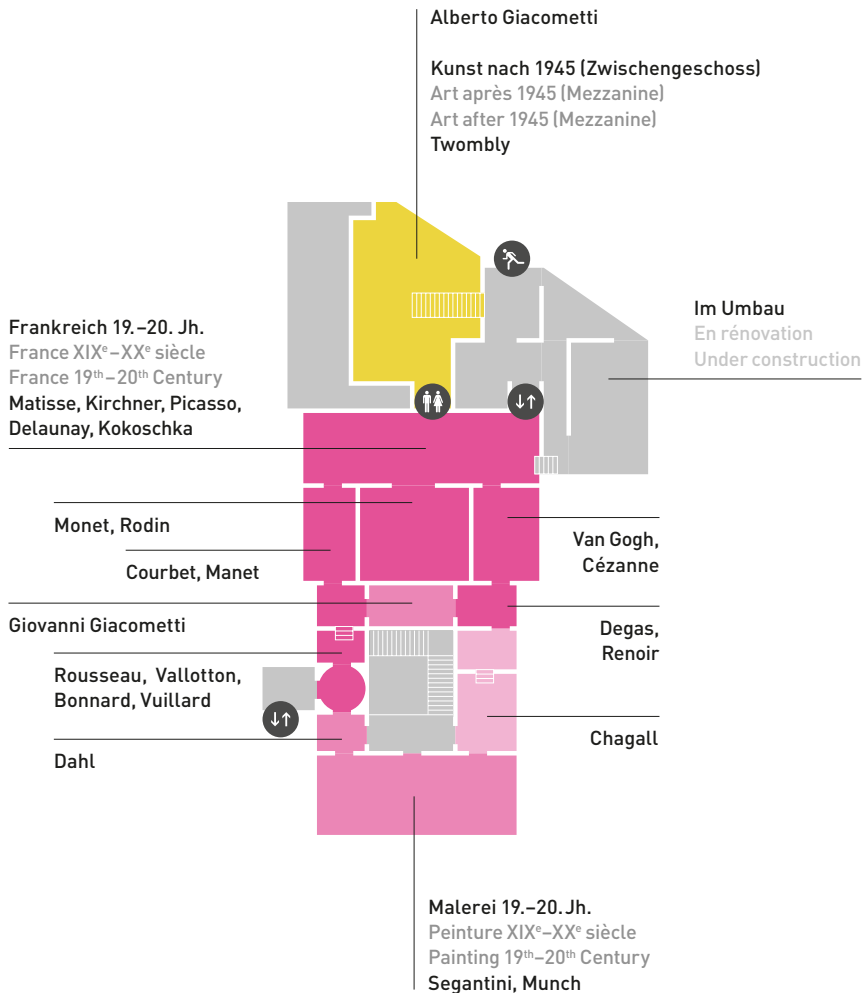 Alberto Giacometti
Kunst nach 1945 (Zwischengeschoss)
Art après 1945 (Mezzanine)
Art after 1945 (Mezzanine)
Twombly
Im Umbau
En rénovation
Under construction
Frankreich 19.–20. Jh.
France XIXᵉ–XXᵉ siècle
France 19ᵗʰ–20ᵗʰ Century
Matisse, Kirchner, Picasso,
Delaunay, Kokoschka
Monet, Rodin
Courbet, Manet
Van Gogh,
Cézanne
Giovanni Giacometti
Degas,
Renoir
Rousseau, Vallotton,
Bonnard, Vuillard
Chagall
Dahl
Malerei 19.–20. Jh.
Peinture XIXᵉ–XXᵉ siècle
Painting 19ᵗʰ–20ᵗʰ Century
Segantini, Munch